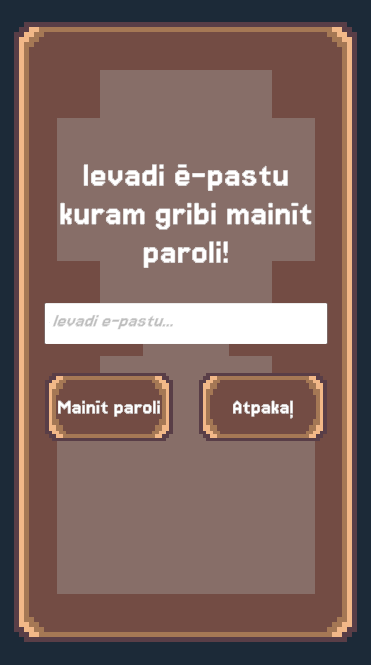 Ievadi ē-pastu
kuram gribi mainīt
paroli!
Ievadi e-pastu...
Mainīt paroli
Atpakaļ